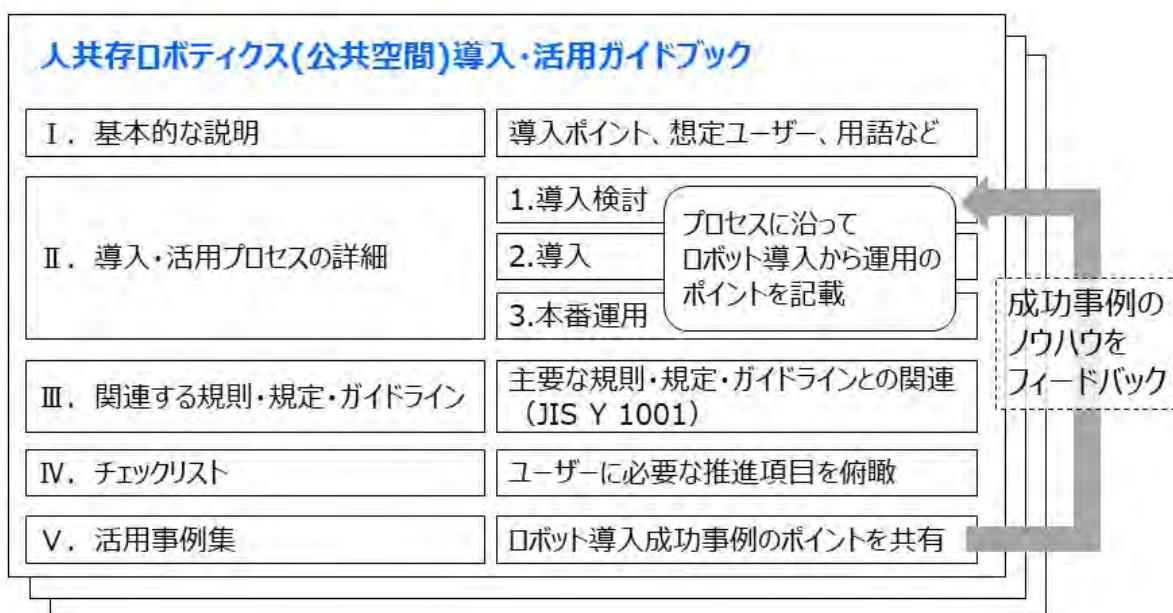 人共存ロボティクス(公共空間)導入・活用ガイドブック
Ⅰ．基本的な説明
導入ポイント、想定ユーザー、用語など
Ⅱ．導入・活用プロセスの詳細
1.導入検討
2.導入
3.本番運用
プロセスに沿って
ロボット導入から運用の
ポイントを記載
Ⅲ．関連する規則・規定・ガイドライン
主要な規則・規定・ガイドラインとの関連
（JIS Y 1001）
Ⅳ．チェックリスト
ユーザーに必要な推進項目を俯瞰
Ⅴ．活用事例集
ロボット導入成功事例のポイントを共有
成功事例の
ノウハウを
フィードバック